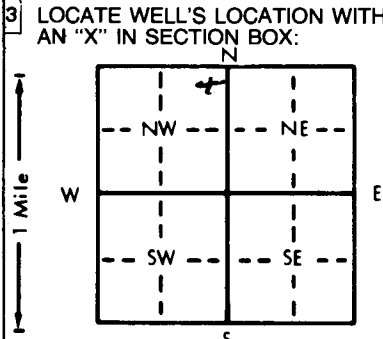 3 LOCATE WELL'S LOCATION WITH
AN "X" IN SECTION BOX:
N
NW NE
W E
1 Mile
SW SE
S